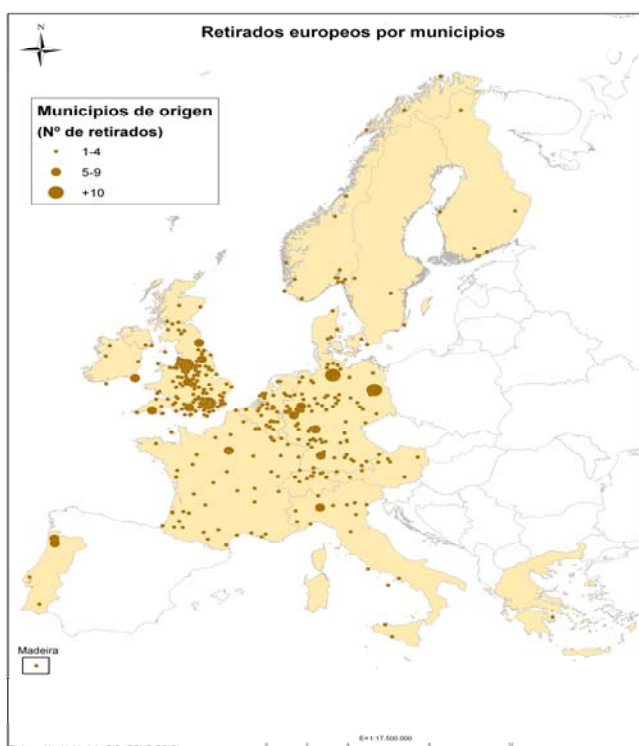 Retirados europeos por municipios
N
Municipios de origen
(Nº de retirados)
1-4
5-9
+10
Madeira
E=1:17.500.000